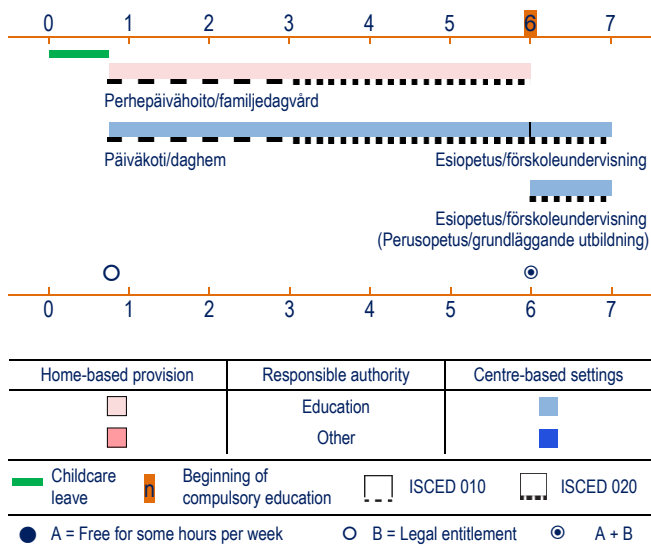 0 1 2 3 4 5 6 7
Perhepäivähoito/familjedagvård
Päiväkoti/daghem Esiopetus/förskoleundervisning
Esiopetus/förskoleundervisning
(Perusopetus/grundläggande utbildning)
0 1 2 3 4 5 6 7
Home-based provision Responsible authority Centre-based settings
Education
Other
Childcare leave
n Beginning of compulsory education
ISCED 010 ISCED 020
A = Free for some hours per week B = Legal entitlement A + B